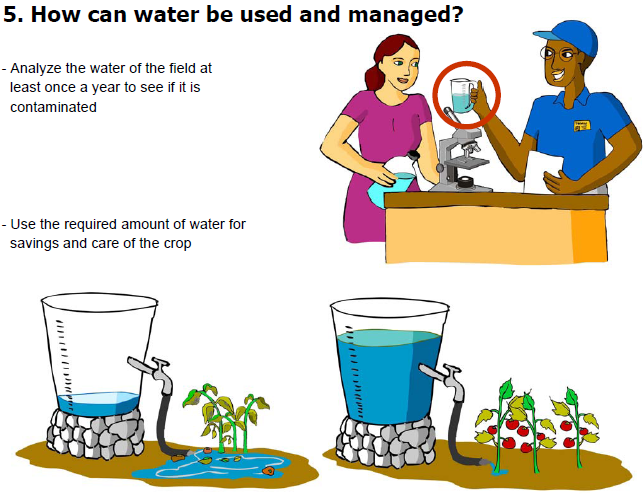 5. How can water be used and managed?
- Analyze the water of the field at
least once a year to see if it is
contaminated
- Use the required amount of water for
savings and care of the crop